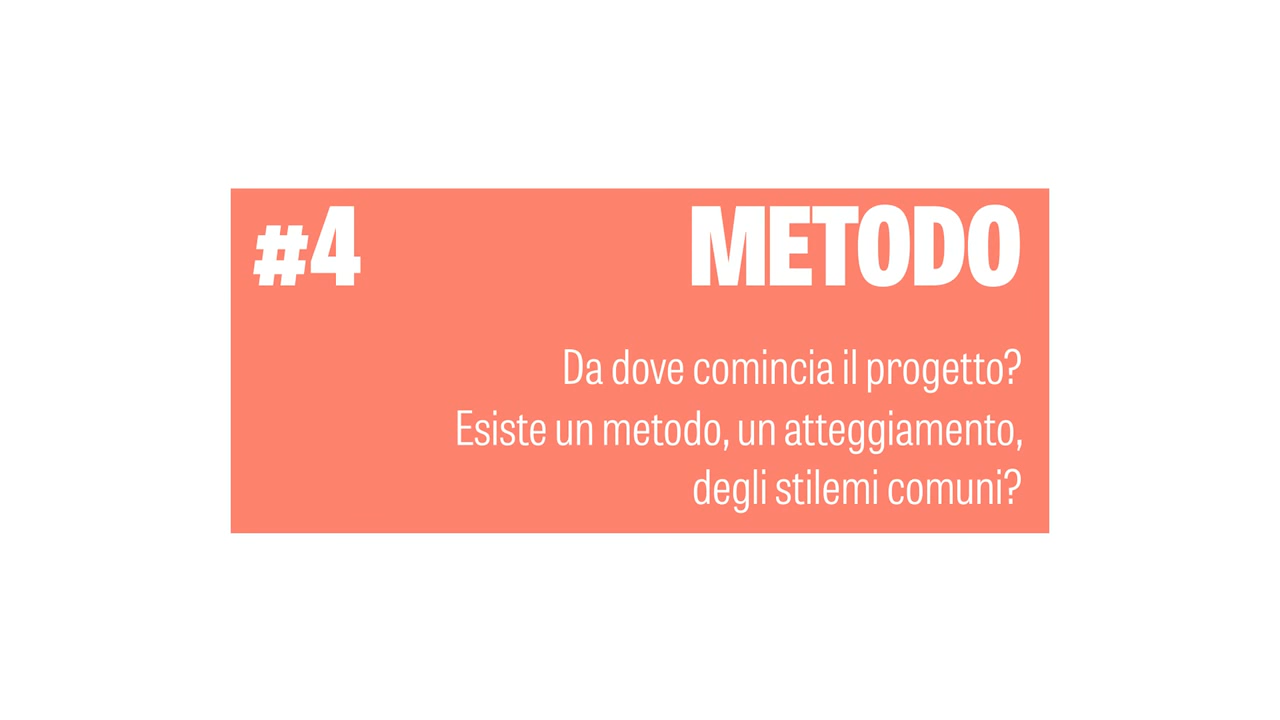 #4 METODO
Da dove comincia il progetto?
Esiste un metodo, un atteggiamento,
degli stilemi comuni?